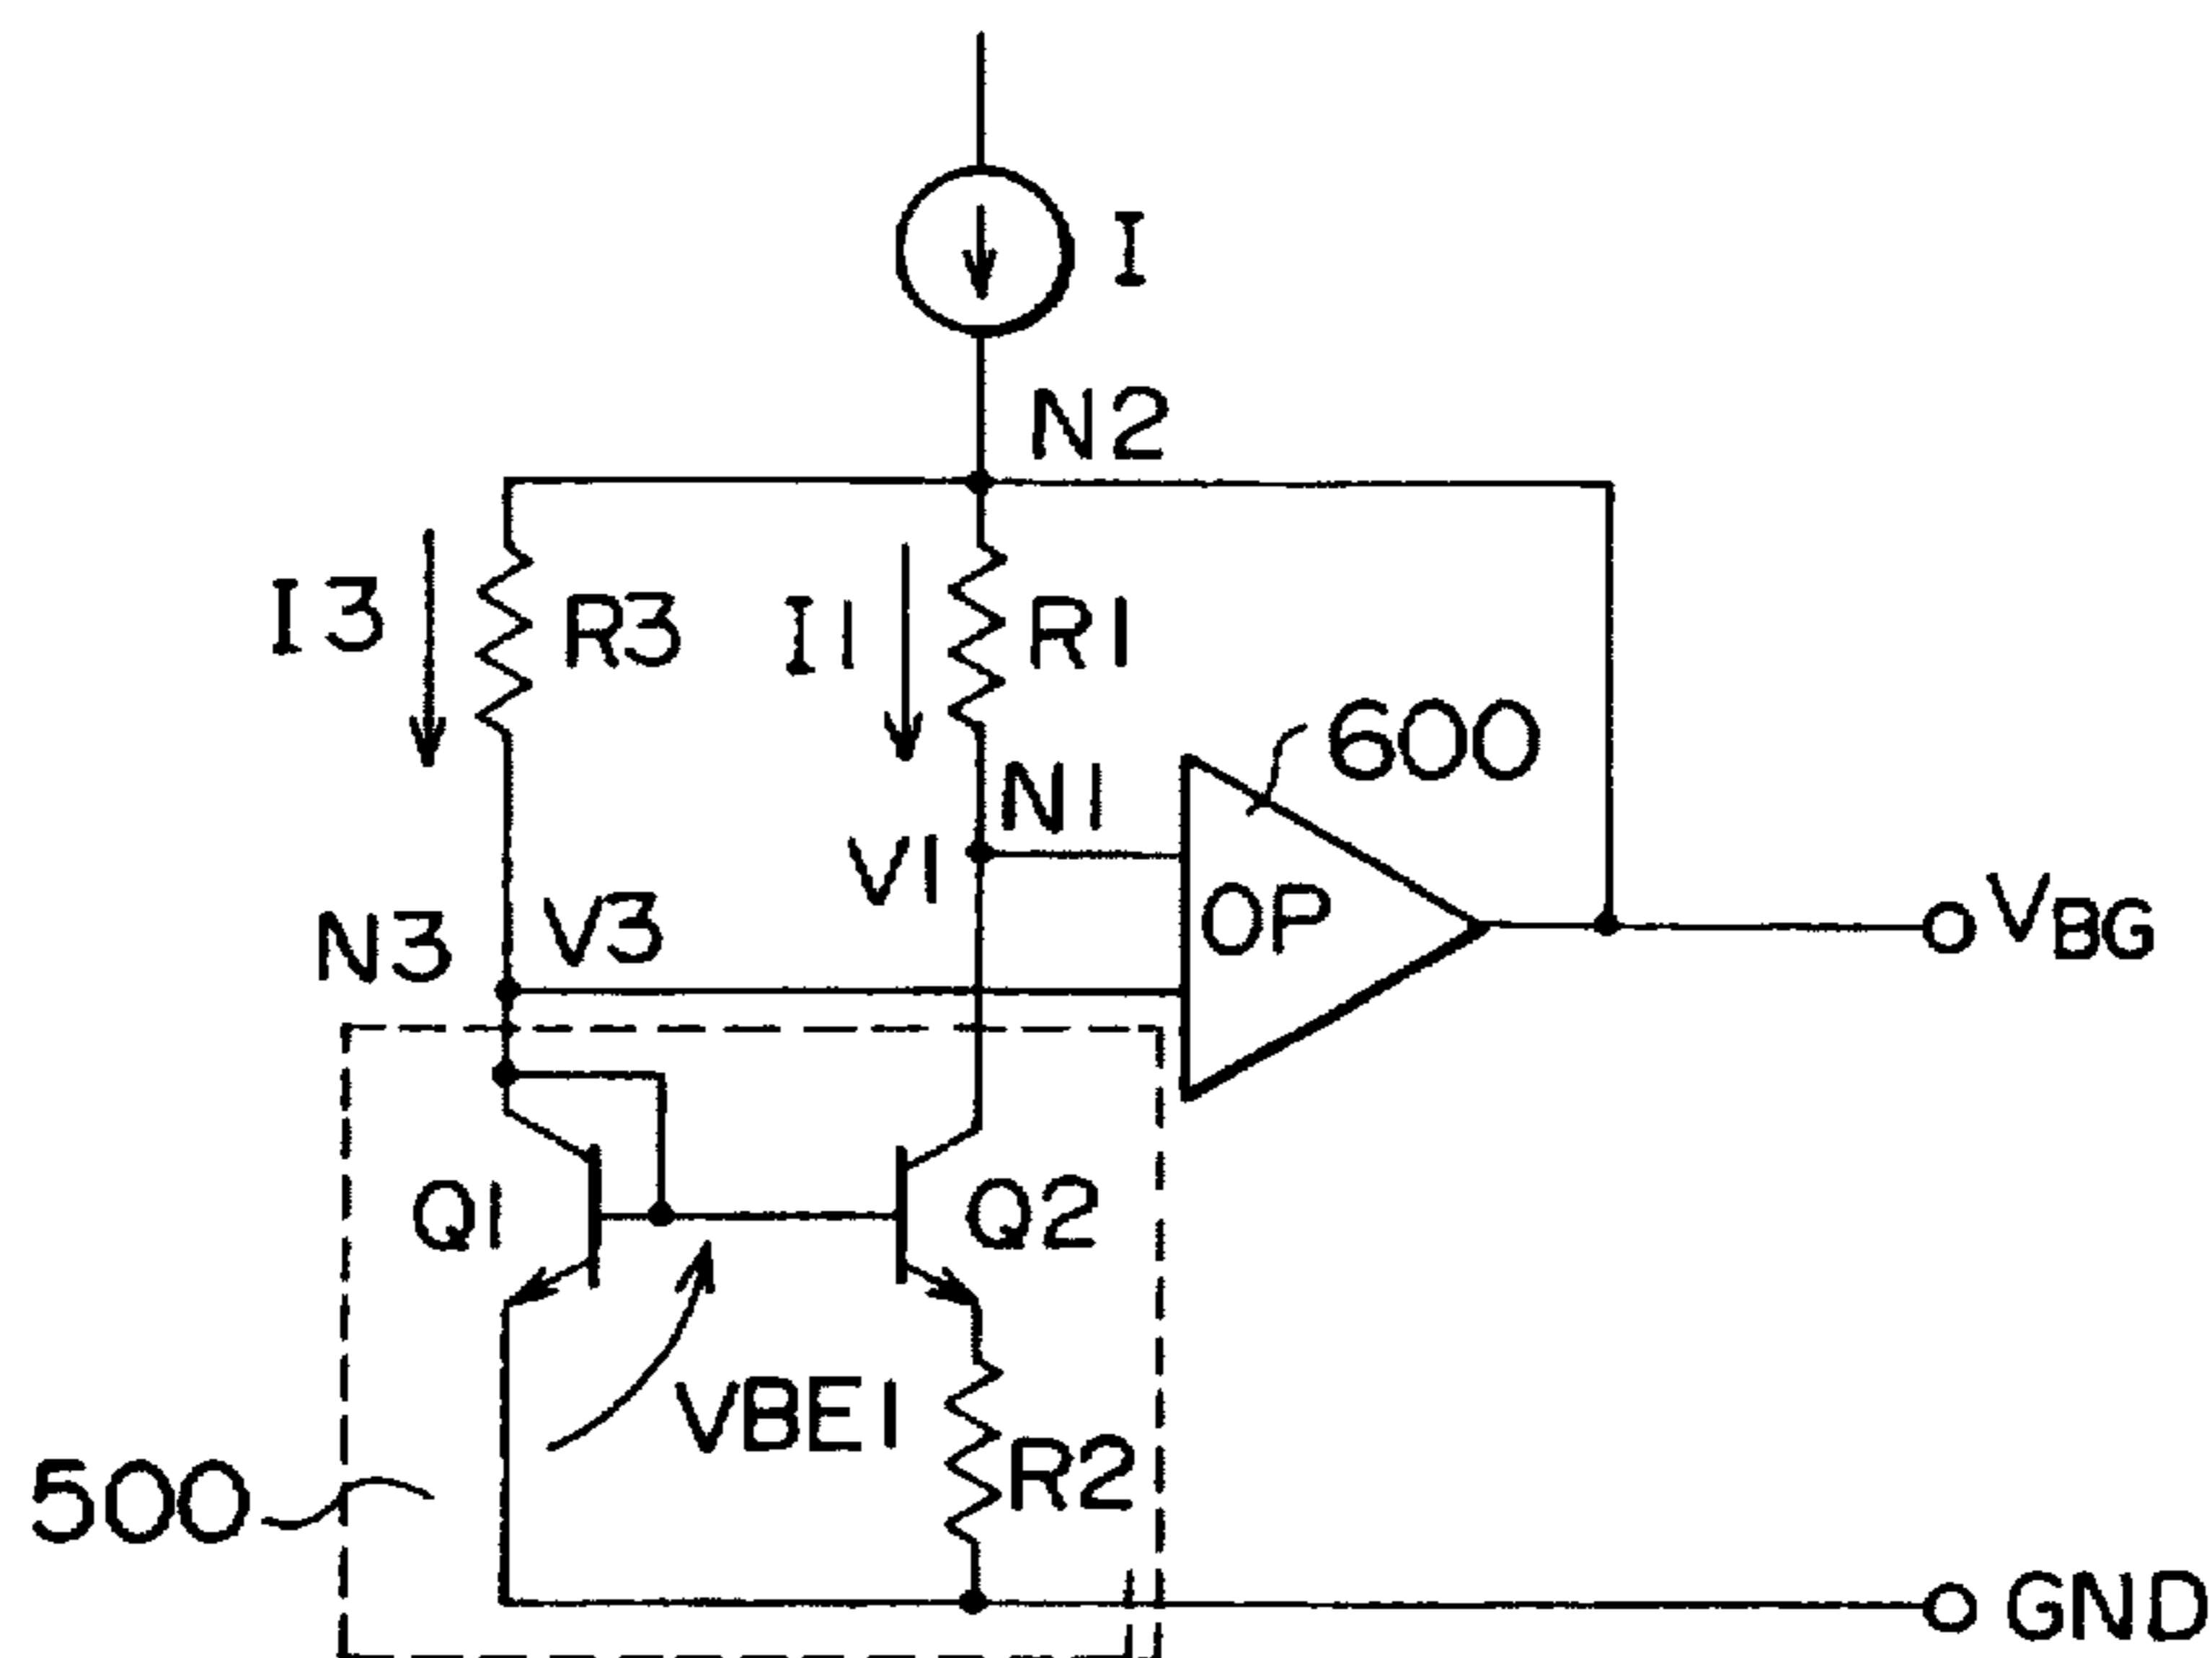 I
N2
I3
R3
I1
R1
600
N1
V1
N3
V3
OP
VBG
Q1
Q2
VBE1
R2
500
GND